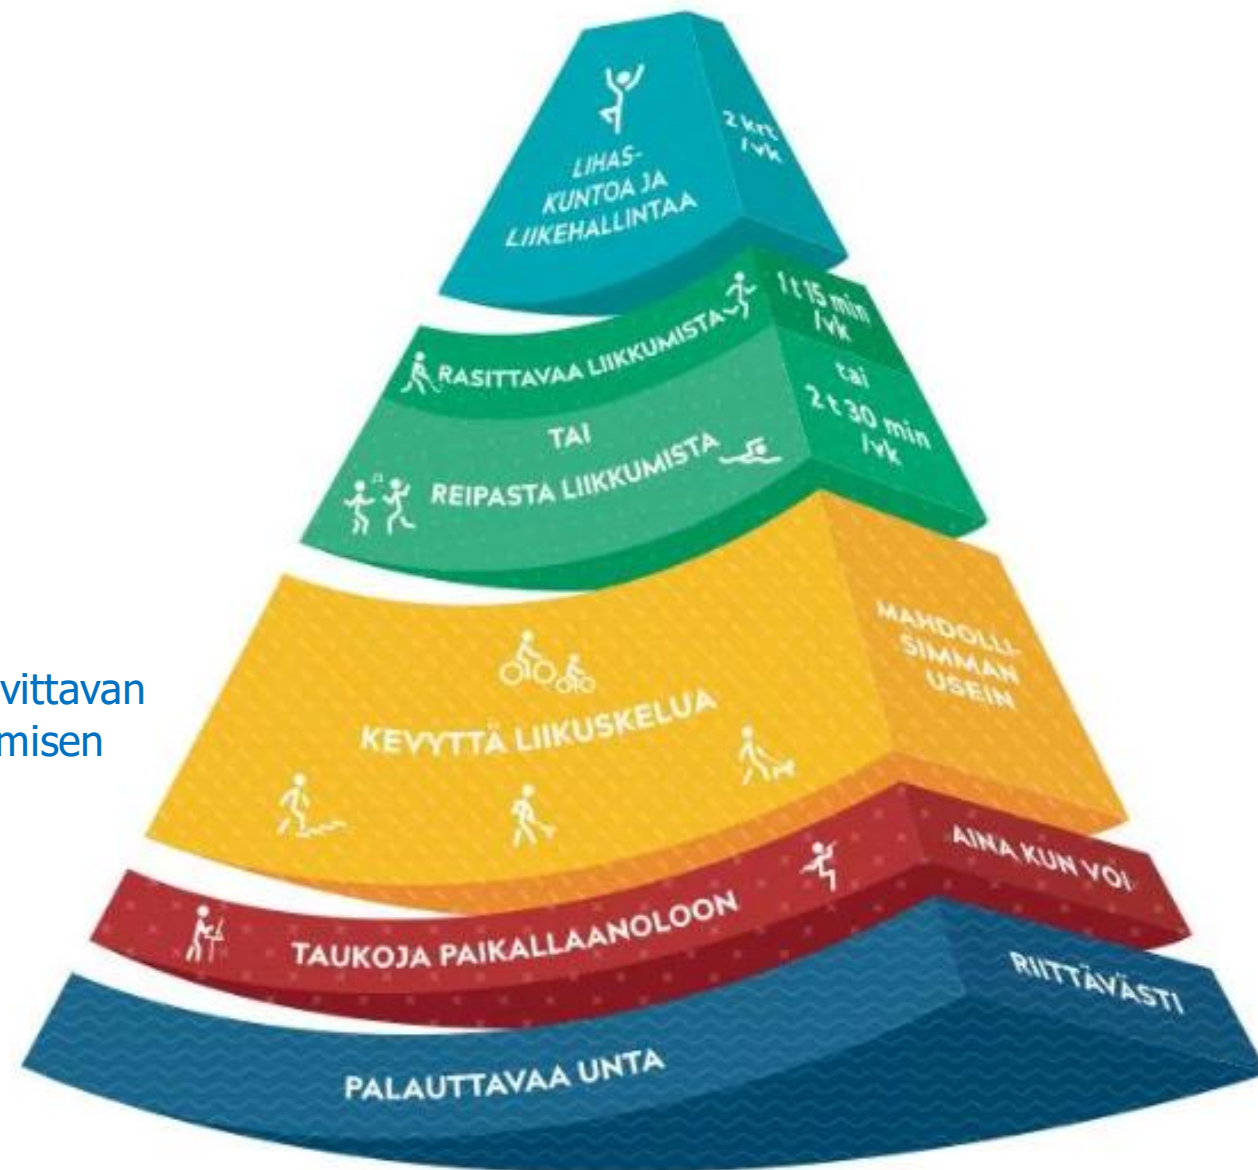 LIHAS-
KUNTOA JA
LIIKEHALLINTAA
2 krt
/vk
RASITTAVAA LIIKKUMISTA
1 t 15 min
/vk
TAI
tai
REIPASTA LIIKKUMISTA
2 t 30 min
/vk
KEVYTTÄ LIIKUSKELUA
MAHDOLLI-
SIMMAN
USEIN
vittavan
misen
TAUKOJA PAIKALLAANOLOON
AINA KUN VOI
PALAUTTAVAA UNTA
RIITTÄVÄSTI